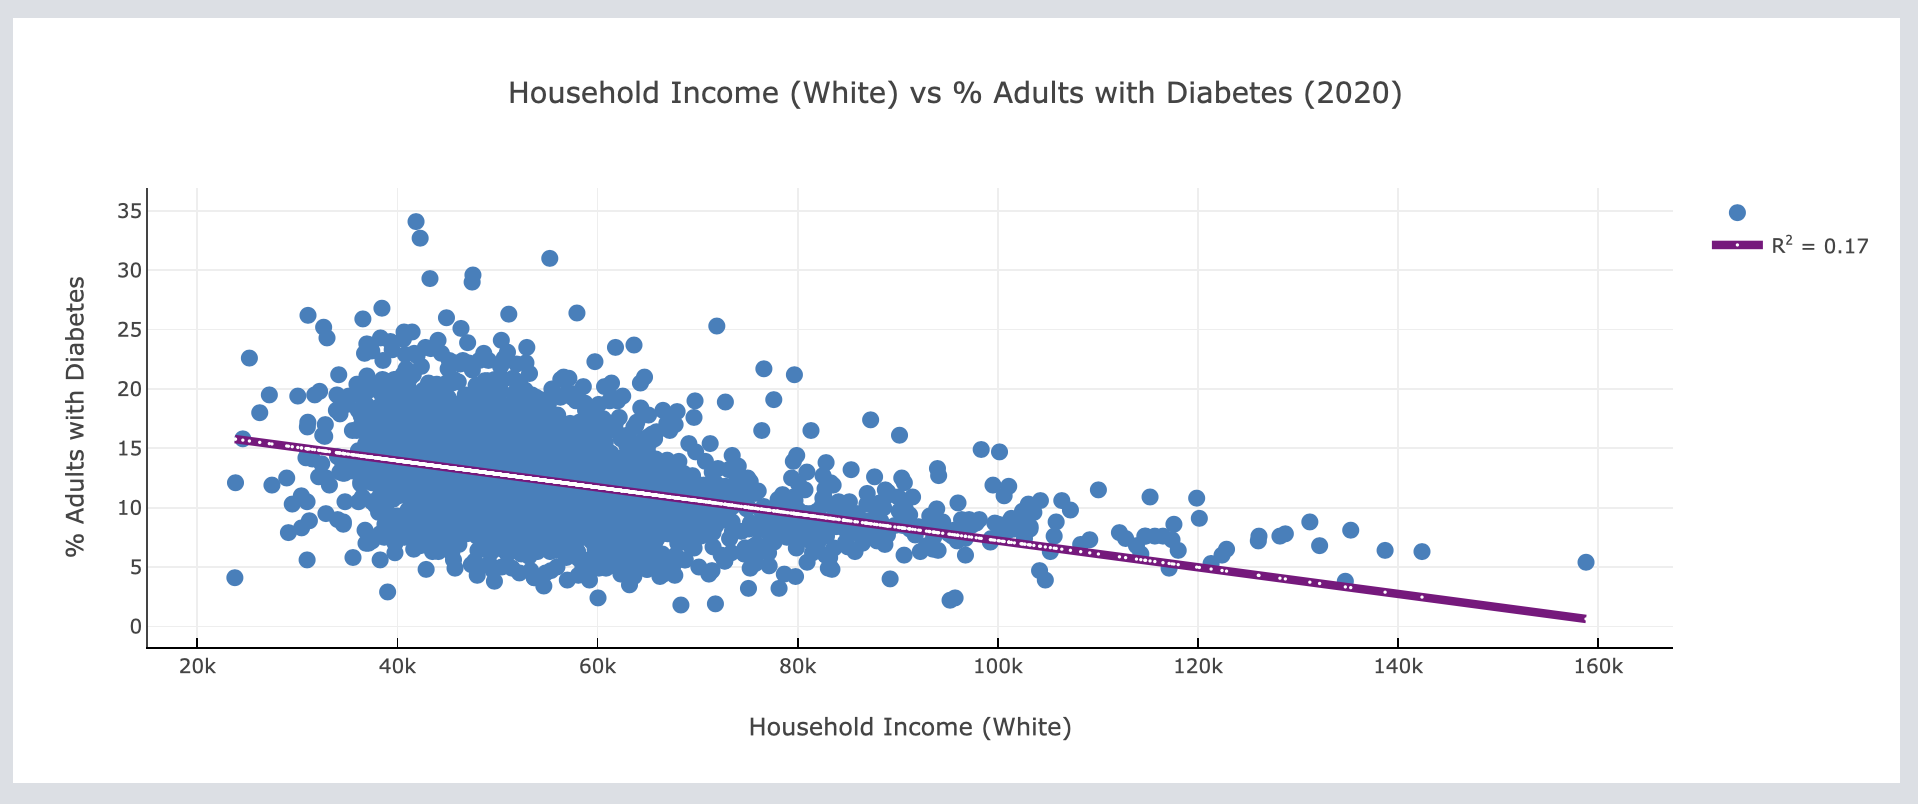 Household Income (White) vs % Adults with Diabetes (2020)
35
30
25
20
15
10
5
0
% Adults with Diabetes
20k 40k 60k 80k 100k 120k 140k 160k
Household Income (White)
R² = 0.17